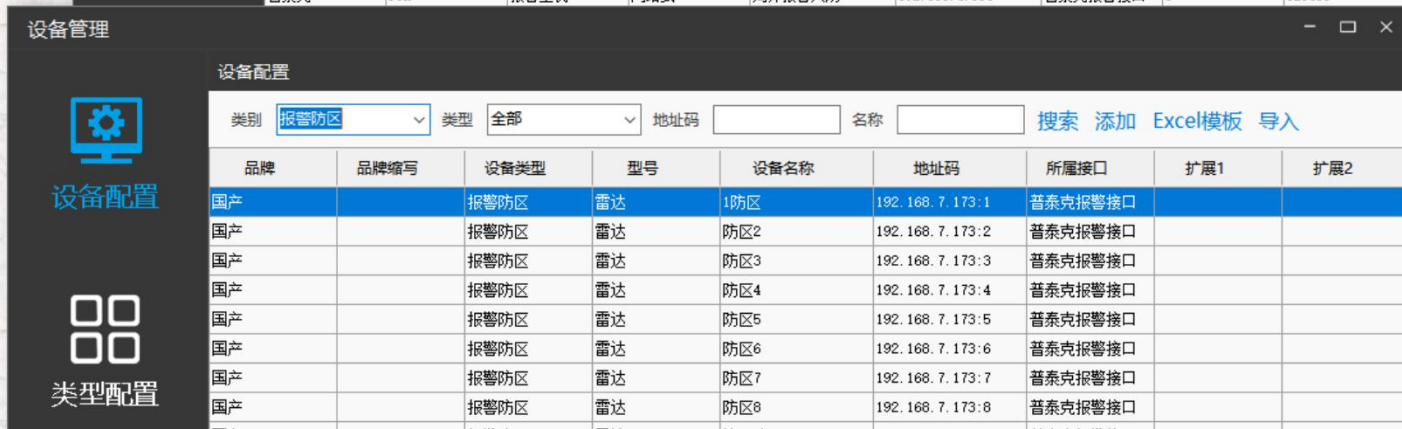 设备管理
设备配置
类别 报警防区 类型 全部 地址码 名称 搜索 添加 Excel模板 导入
品牌 品牌缩写 设备类型 型号 设备名称 地址码 所属接口 扩展1 扩展2
国产 报警防区 雷达 1防区 192.168.7.173:1 普泰克报警接口
国产 报警防区 雷达 防区2 192.168.7.173:2 普泰克报警接口
国产 报警防区 雷达 防区3 192.168.7.173:3 普泰克报警接口
国产 报警防区 雷达 防区4 192.168.7.173:4 普泰克报警接口
国产 报警防区 雷达 防区5 192.168.7.173:5 普泰克报警接口
国产 报警防区 雷达 防区6 192.168.7.173:6 普泰克报警接口
国产 报警防区 雷达 防区7 192.168.7.173:7 普泰克报警接口
国产 报警防区 雷达 防区8 192.168.7.173:8 普泰克报警接口
设备配置
类型配置